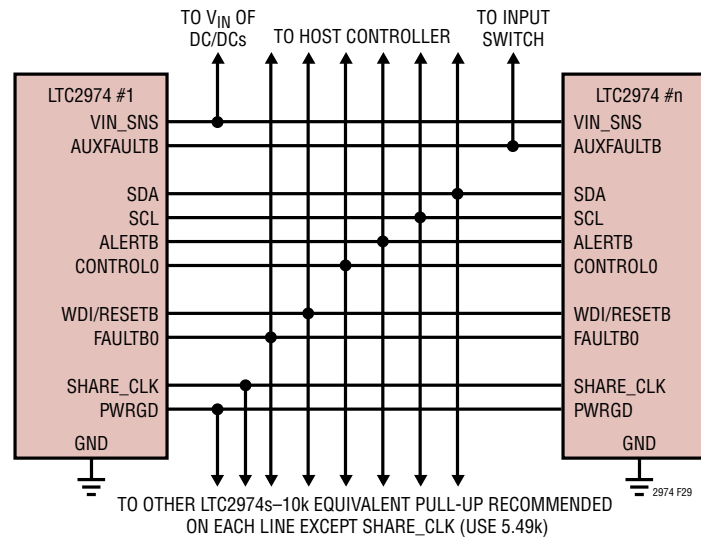 TO VIN OF
DC/DCs
TO HOST CONTROLLER
TO INPUT
SWITCH
LTC2974 #1
VIN_SNS
AUXFAULTB
SDA
SCL
ALERTB
CONTROL0
WDI/RESETB
FAULTB0
SHARE_CLK
PWRGD
GND
LTC2974 #n
VIN_SNS
AUXFAULTB
SDA
SCL
ALERTB
CONTROL0
WDI/RESETB
FAULTB0
SHARE_CLK
PWRGD
GND
2974 F29
TO OTHER LTC2974s–10k EQUIVALENT PULL-UP RECOMMENDED
ON EACH LINE EXCEPT SHARE_CLK (USE 5.49k)